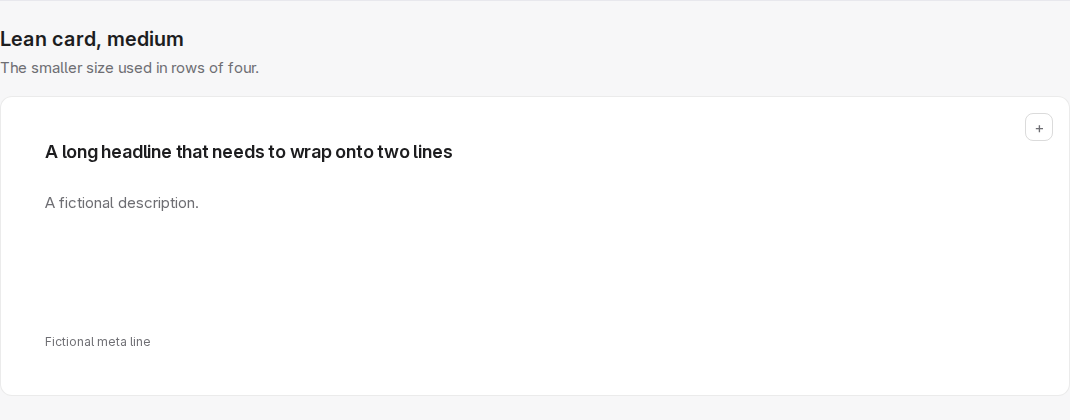 Lean card, medium
The smaller size used in rows of four.
+
A long headline that needs to wrap onto two lines
A fictional description.
Fictional meta line